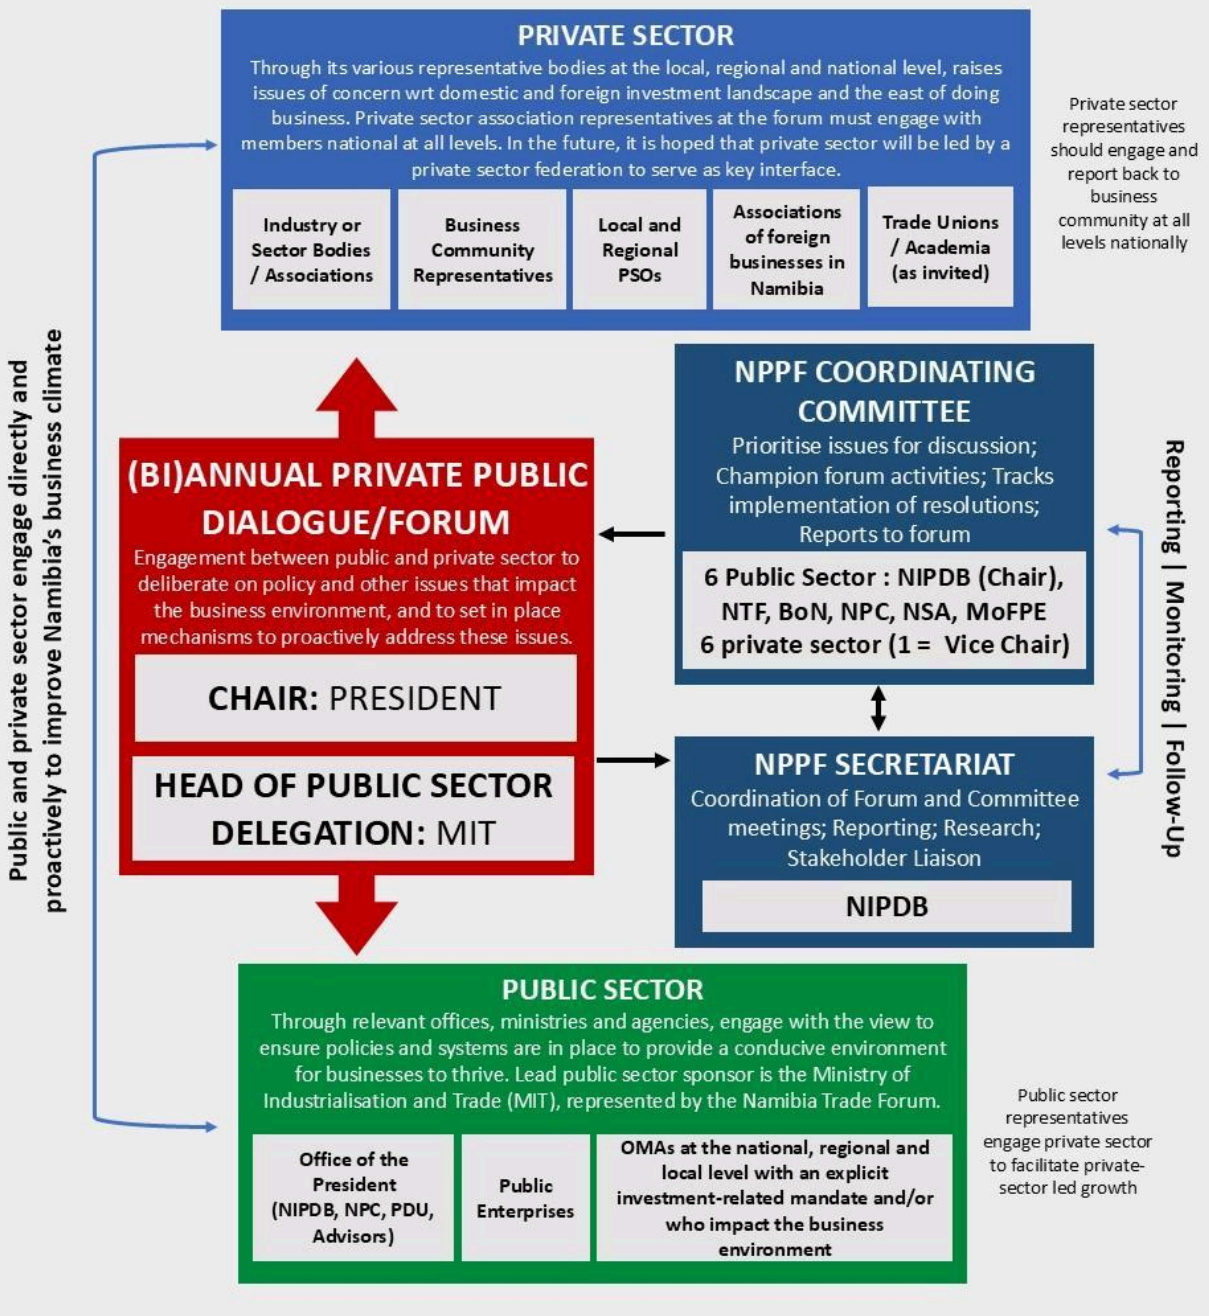 PRIVATE SECTOR
Through its various representative bodies at the local, regional and national level, raises
issues of concern wrt domestic and foreign investment landscape and the east of doing
business. Private sector association representatives at the forum must engage with
members national at all levels. In the future, it is hoped that private sector will be led by a
private sector federation to serve as key interface.
Industry or
Sector Bodies
/ Associations
Business
Community
Representatives
Local and
Regional
PSOs
Associations
of foreign
businesses in
Namibia
Trade Unions
/ Academia
(as invited)
Private sector
representatives
should engage and
report back to
business
community at all
levels nationally
Public and private sector engage directly and
proactively to improve Namibia's business climate
(BI)ANNUAL PRIVATE PUBLIC
DIALOGUE/FORUM
Engagement between public and private sector to
deliberate on policy and other issues that impact
the business environment, and to set in place
mechanisms to proactively address these issues.
CHAIR: PRESIDENT
HEAD OF PUBLIC SECTOR
DELEGATION: MIT
NPPF COORDINATING
COMMITTEE
Prioritise issues for discussion;
Champion forum activities; Tracks
implementation of resolutions;
Reports to forum
6 Public Sector : NIPDB (Chair),
NTF, BoN, NPC, NSA, MoFPE
6 private sector (1 = Vice Chair)
NPPF SECRETARIAT
Coordination of Forum and Committee
meetings; Reporting; Research;
Stakeholder Liaison
NIPDB
Reporting | Monitoring | Follow-Up
PUBLIC SECTOR
Through relevant offices, ministries and agencies, engage with the view to
ensure policies and systems are in place to provide a conducive environment
for businesses to thrive. Lead public sector sponsor is the Ministry of
Industrialisation and Trade (MIT), represented by the Namibia Trade Forum.
Office of the
President
(NIPDB, NPC, PDU,
Advisors)
Public
Enterprises
OMAs at the national, regional and
local level with an explicit
investment-related mandate and/or
who impact the business
environment
Public sector
representatives
engage private sector
to facilitate private-
sector led growth